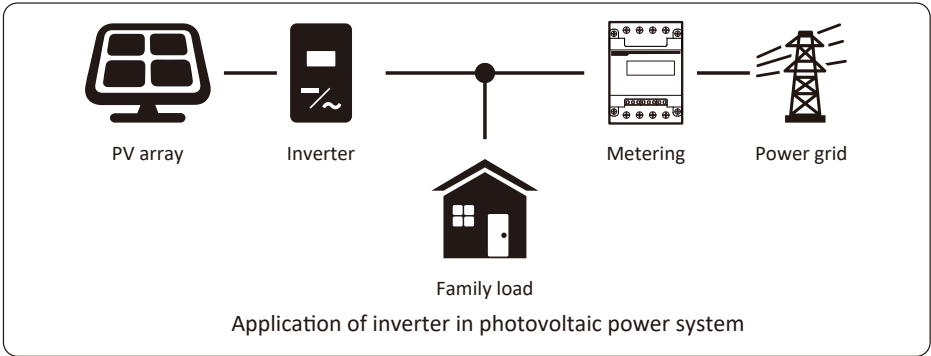 PV array
Inverter
Metering
Power grid
Family load
Application of inverter in photovoltaic power system